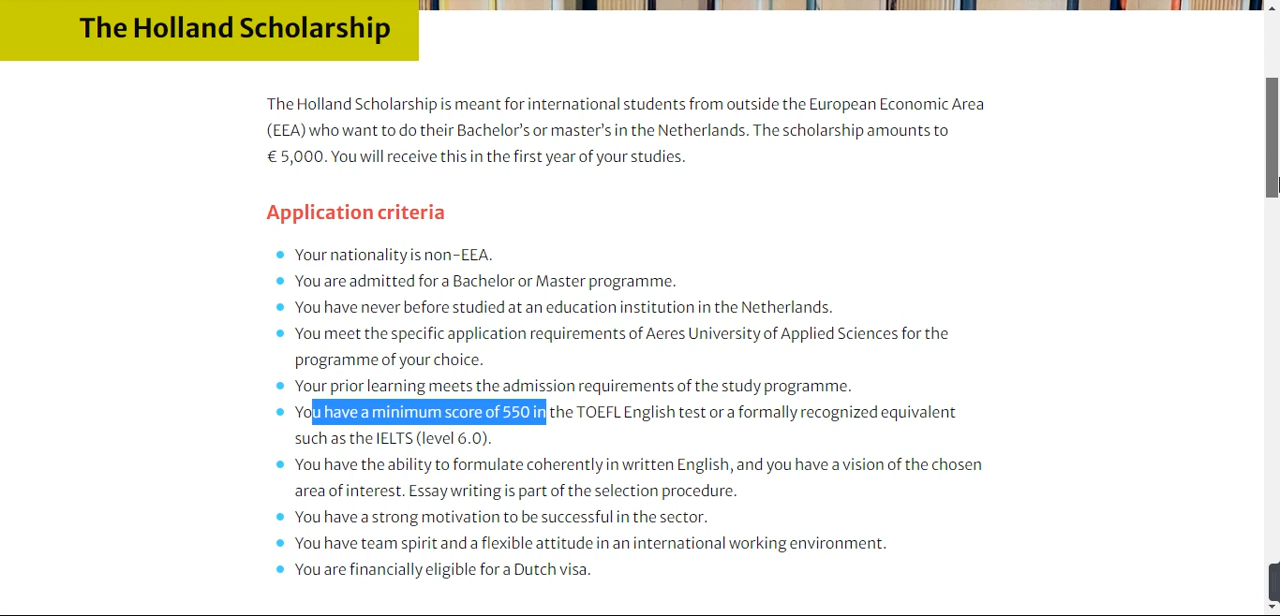 The Holland Scholarship
The Holland Scholarship is meant for international students from outside the European Economic Area
(EEA) who want to do their Bachelor’s or master’s in the Netherlands. The scholarship amounts to
€ 5,000. You will receive this in the first year of your studies.
Application criteria
Your nationality is non-EEA.
You are admitted for a Bachelor or Master programme.
You have never before studied at an education institution in the Netherlands.
You meet the specific application requirements of Aeres University of Applied Sciences for the
programme of your choice.
Your prior learning meets the admission requirements of the study programme.
You have a minimum score of 550 in the TOEFL English test or a formally recognized equivalent
such as the IELTS (level 6.0).
You have the ability to formulate coherently in written English, and you have a vision of the chosen
area of interest. Essay writing is part of the selection procedure.
You have a strong motivation to be successful in the sector.
You have team spirit and a flexible attitude in an international working environment.
You are financially eligible for a Dutch visa.